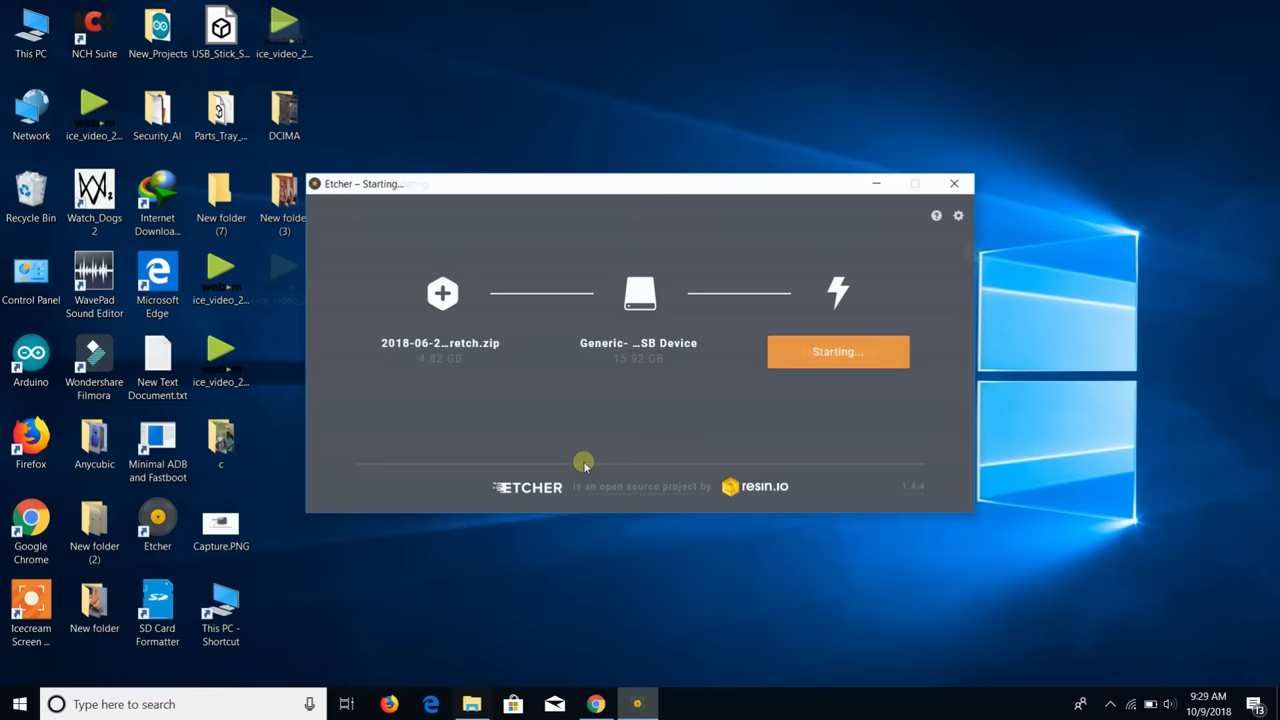 This PC
NCH Suite
New_Projects
USB_Stick_S...
ice_video_2...
Network
ice_video_2...
Security_AI
Parts_Tray_...
DCIMA
Recycle Bin
Watch_Dogs
2
Internet
Downloa...
New folder
(7)
New folde
(3)
Control Panel
WavePad
Sound Editor
Microsoft
Edge
ice_video_2...
Arduino
Wondershare
Filmora
New Text
Document.txt
ice_video_2...
Firefox
Anycubic
Minimal ADB
and Fastboot
c
Google
Chrome
New folder
(2)
Etcher
Capture.PNG
Icecream
Screen ...
New folder
SD Card
Formatter
This PC -
Shortcut
Etcher – Starting...
2018-06-2...retch.zip
4.82 GB
Generic- ...SB Device
15.92 GB
Starting...
ETCHER is an open source project by resin.io
1.4.4
Type here to search
9:29 AM
10/9/2018
13